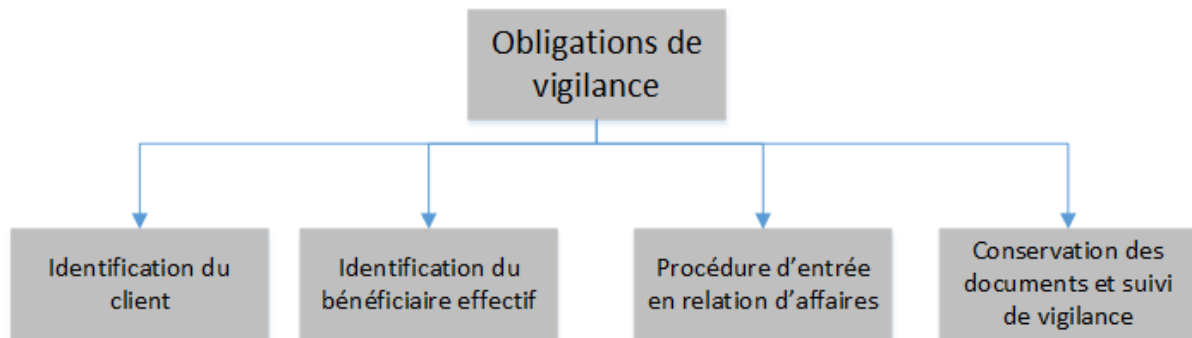 Obligations de
vigilance
Identification du
client
Identification du
bénéficiaire effectif
Procédure d’entrée
en relation d’affaires
Conservation des
documents et suivi
de vigilance